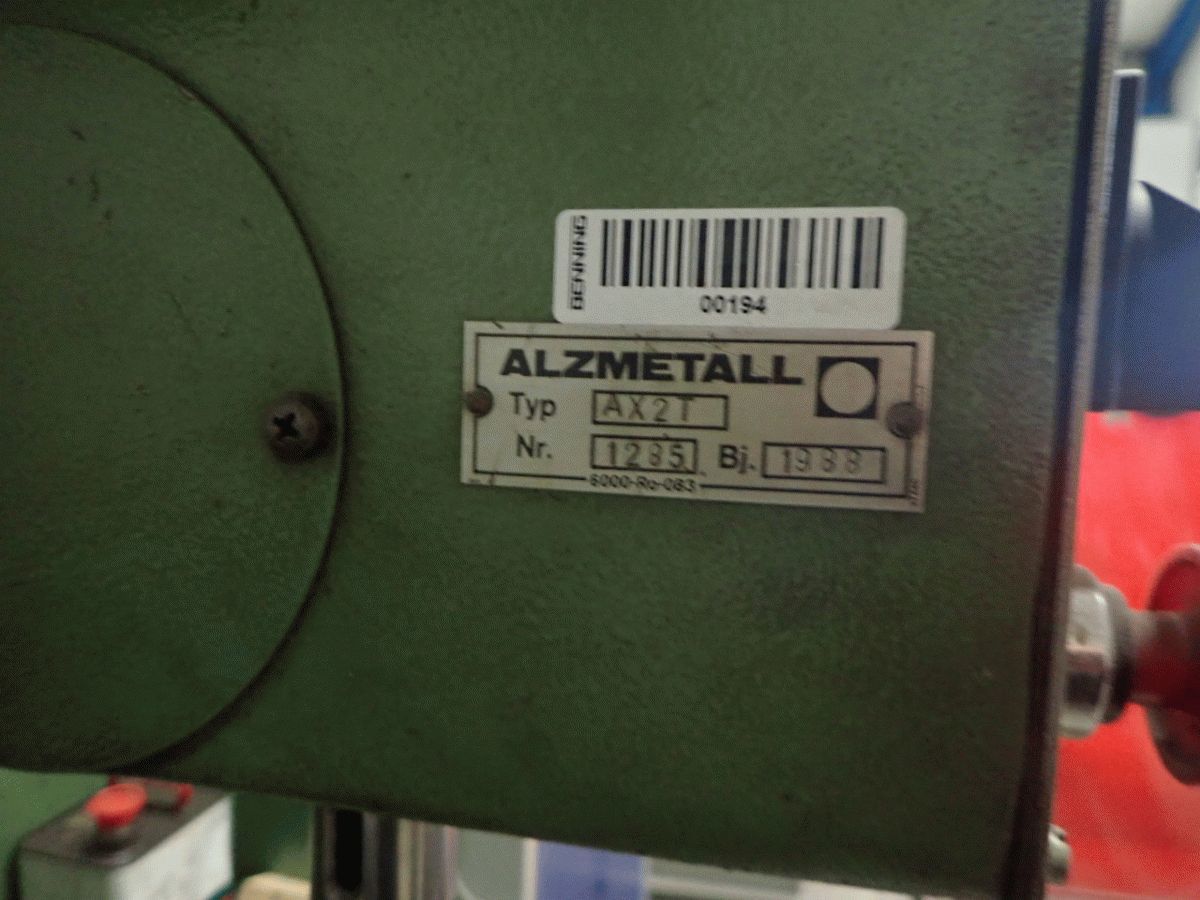 BENNING
00194
ALZMETALL
Typ AX2T
Nr. 1285 Bj. 1988
6000-Ro-083